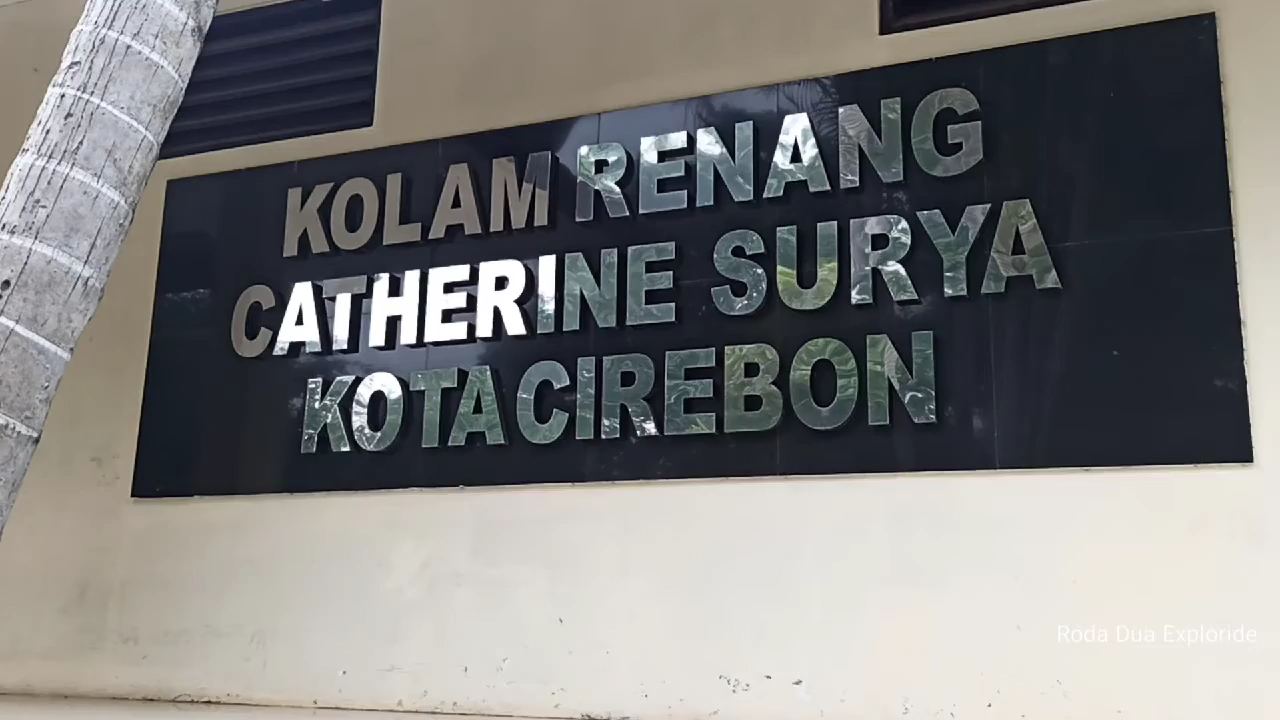 KOLAM RENANG
CATHERINE SURYA
KOTA CIREBON
Roda Dua Exploride